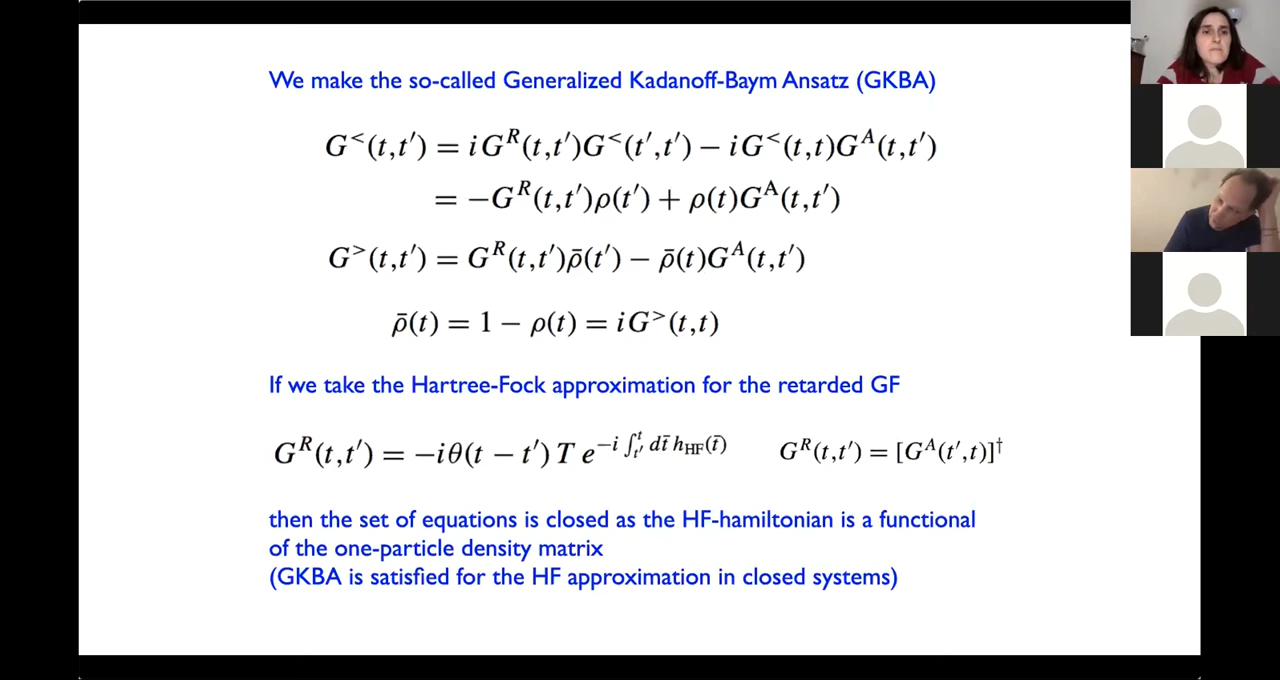 We make the so-called Generalized Kadanoff-Baym Ansatz (GKBA)
G^<(t,t′) = iG^R(t,t′)G^<(t′,t′) − iG^<(t,t)G^A(t,t′)
= −G^R(t,t′)ρ(t′) + ρ(t)G^A(t,t′)
G^>(t,t′) = G^R(t,t′)ρ̄(t′) − ρ̄(t)G^A(t,t′)
ρ̄(t) = 1 − ρ(t) = iG^>(t,t)
If we take the Hartree-Fock approximation for the retarded GF
G^R(t,t′) = −iθ(t − t′) T e^{−i ∫_{t′}^{t} dt̄ h_HF(t̄)} G^R(t,t′) = [G^A(t′,t)]^†
then the set of equations is closed as the HF-hamiltonian is a functional
of the one-particle density matrix
(GKBA is satisfied for the HF approximation in closed systems)